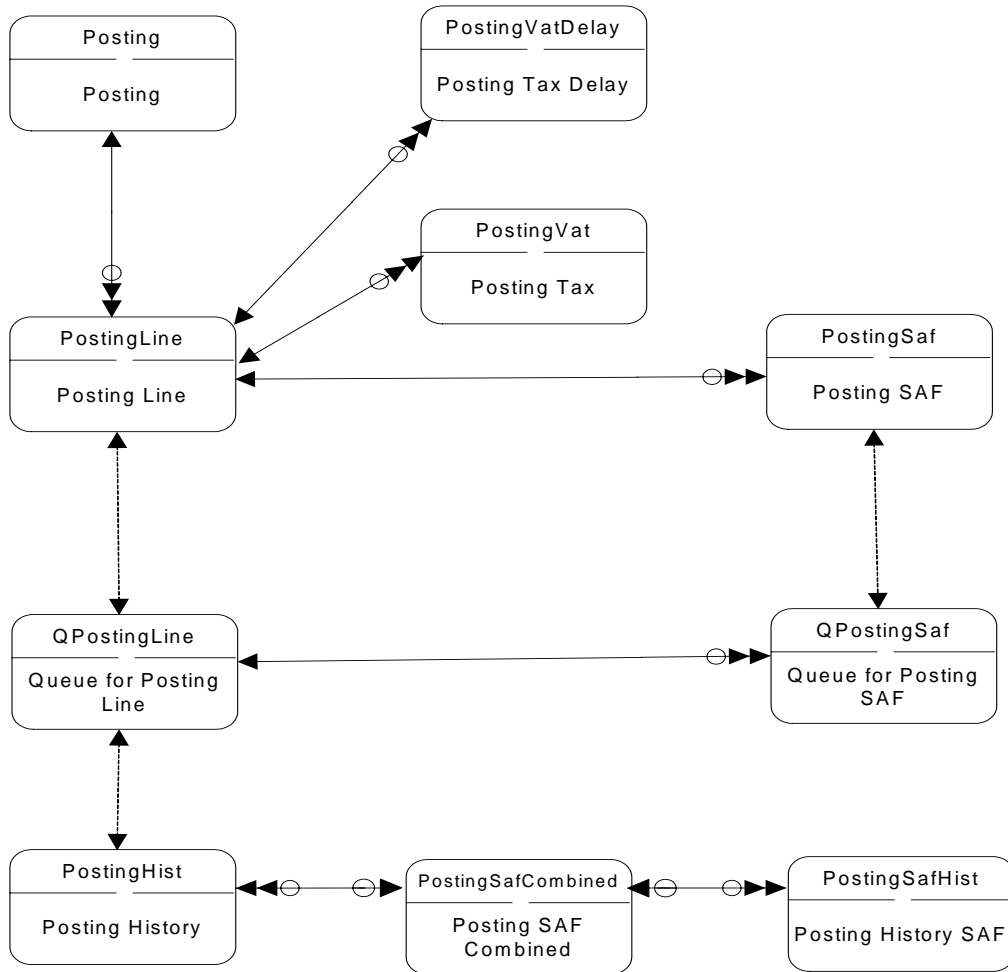 Posting
Posting
PostingVatDelay
Posting Tax Delay
PostingVat
Posting Tax
PostingLine
Posting Line
PostingSaf
Posting SAF
QPostingLine
Queue for Posting
Line
QPostingSaf
Queue for Posting
SAF
PostingHist
Posting History
PostingSafCombined
Posting SAF
Combined
PostingSafHist
Posting History SAF